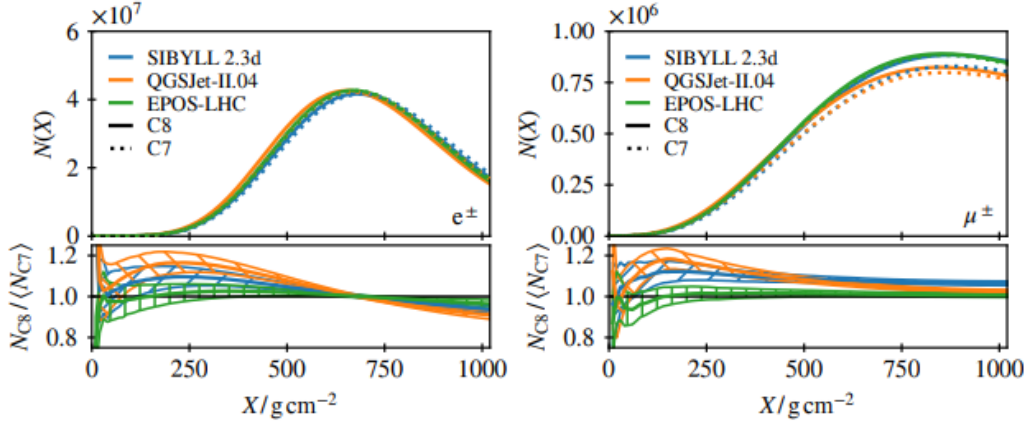 ×10⁷
6
4
2
0
N(X)
SIBYLL 2.3d
QGSJet-II.04
EPOS-LHC
C8
C7
e±
1.2
1.0
0.8
N_C8 / ⟨N_C7⟩
0 250 500 750 1000
X / g cm⁻²
×10⁶
1.00
0.75
0.50
0.25
0.00
N(X)
SIBYLL 2.3d
QGSJet-II.04
EPOS-LHC
C8
C7
μ±
1.2
1.0
0.8
N_C8 / ⟨N_C7⟩
0 250 500 750 1000
X / g cm⁻²